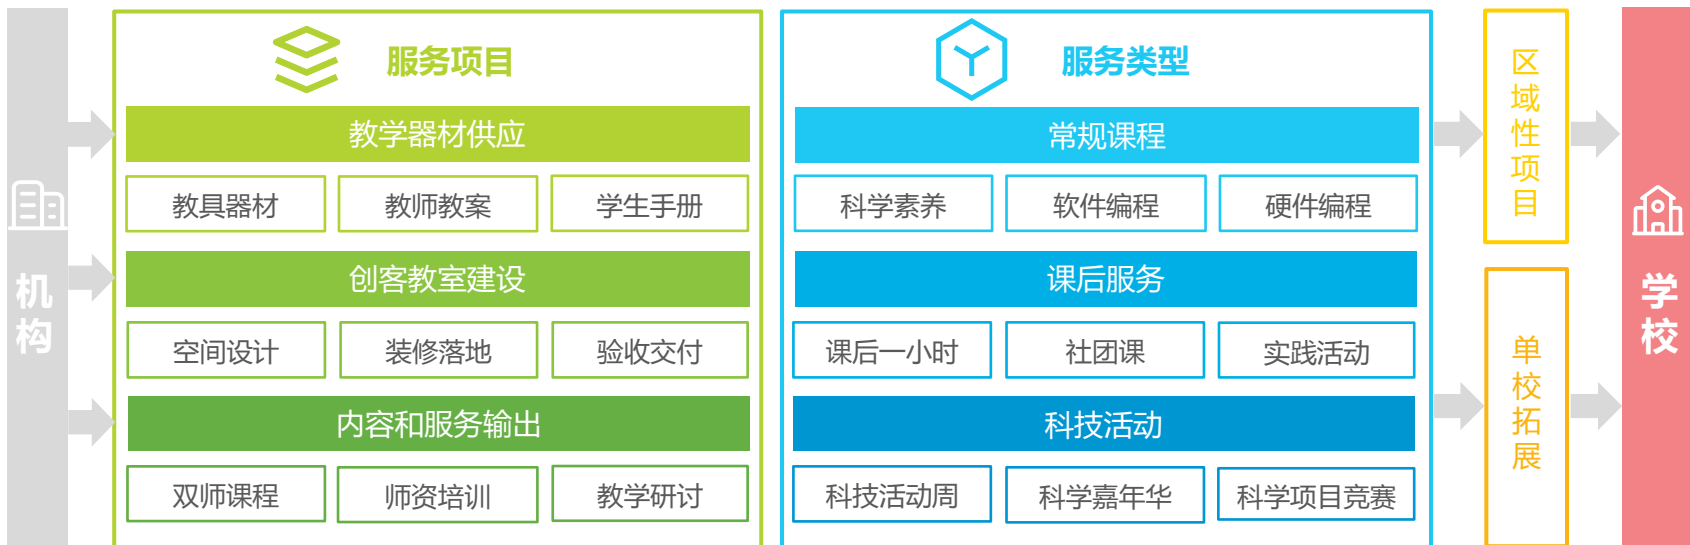 机构
服务项目
教学器材供应
教具器材
教师教案
学生手册
创客教室建设
空间设计
装修落地
验收交付
内容和服务输出
双师课程
师资培训
教学研讨
服务类型
常规课程
科学素养
软件编程
硬件编程
课后服务
课后一小时
社团课
实践活动
科技活动
科技活动周
科学嘉年华
科学项目竞赛
区域性项目
单校拓展
学校